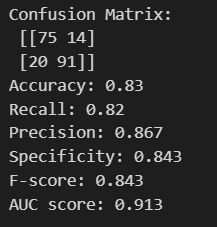 Confusion Matrix:
[[75 14]
[20 91]]
Accuracy: 0.83
Recall: 0.82
Precision: 0.867
Specificity: 0.843
F-score: 0.843
AUC score: 0.913